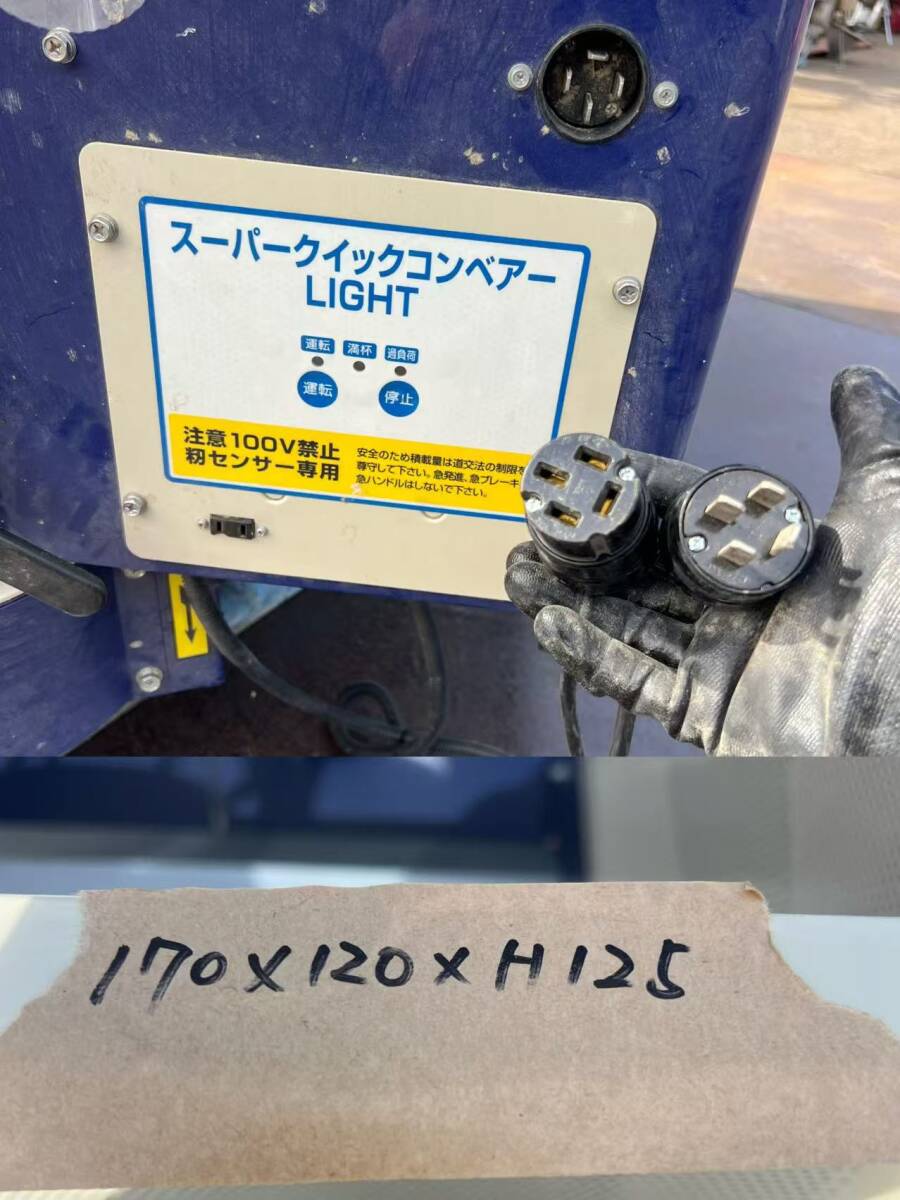 スーパークイックコンベアー
LIGHT
運転 満杯 過負荷
運転 停止
注意100V禁止
籾センサー専用
安全のため積載量は道交法の制限を
尊守して下さい。急発進、急ブレーキ
急ハンドルはしないで下さい。
170×120×H125